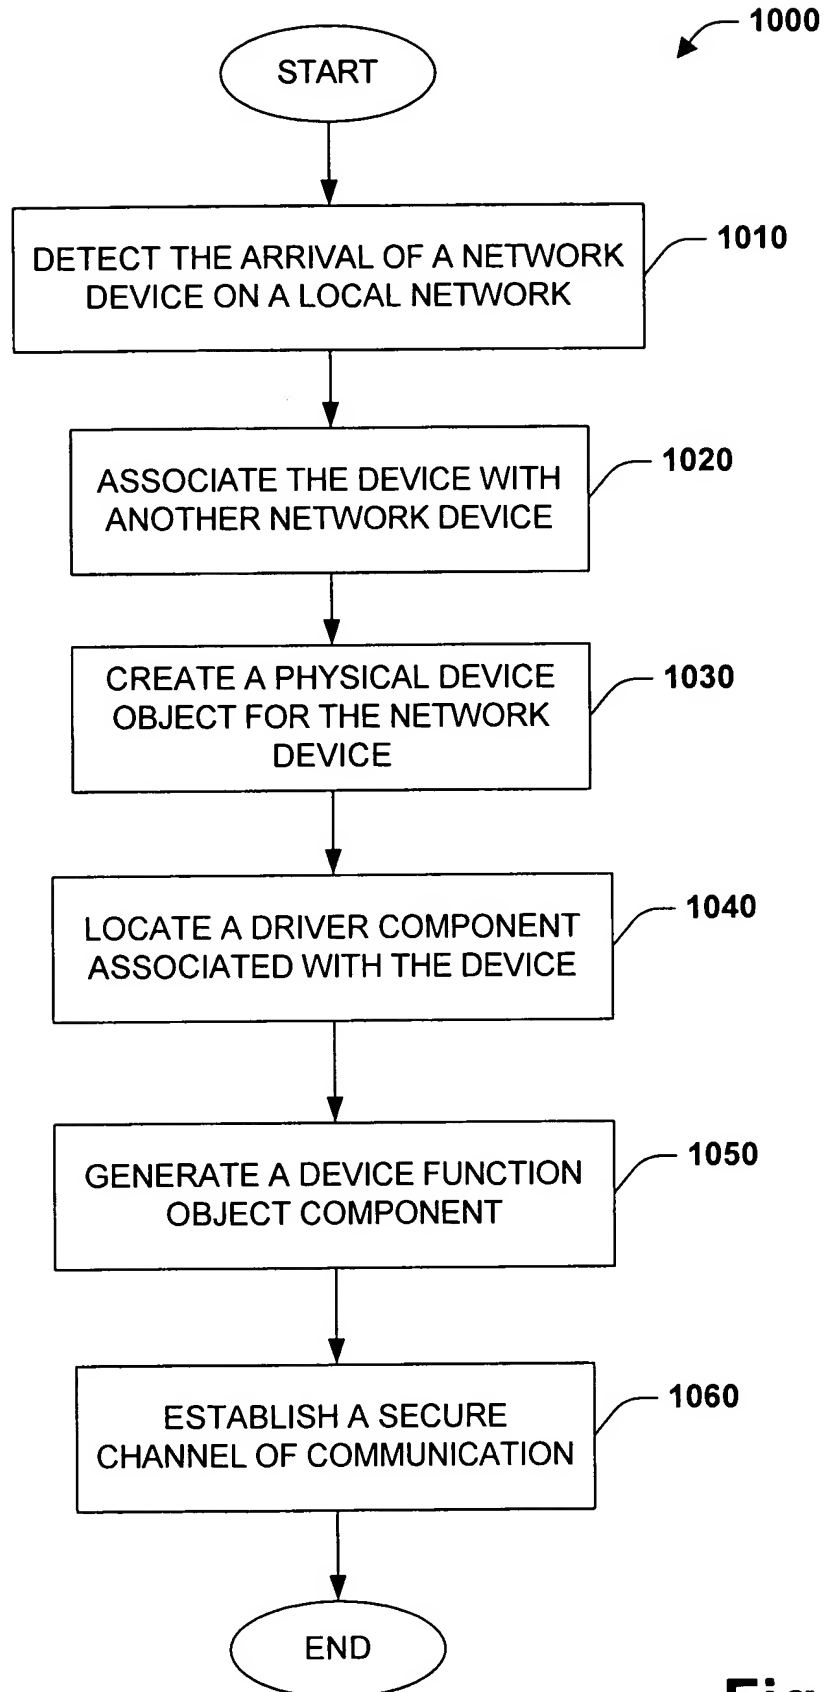 1000
START
DETECT THE ARRIVAL OF A NETWORK
DEVICE ON A LOCAL NETWORK
1010
ASSOCIATE THE DEVICE WITH
ANOTHER NETWORK DEVICE
1020
CREATE A PHYSICAL DEVICE
OBJECT FOR THE NETWORK
DEVICE
1030
LOCATE A DRIVER COMPONENT
ASSOCIATED WITH THE DEVICE
1040
GENERATE A DEVICE FUNCTION
OBJECT COMPONENT
1050
ESTABLISH A SECURE
CHANNEL OF COMMUNICATION
1060
END